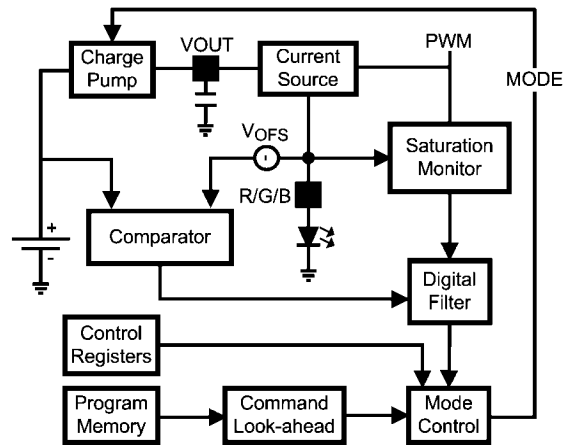 Charge
Pump
VOUT
Current
Source
PWM
MODE
VOFS
Saturation
Monitor
R/G/B
Comparator
+
-
Digital
Filter
Control
Registers
Program
Memory
Command
Look-ahead
Mode
Control